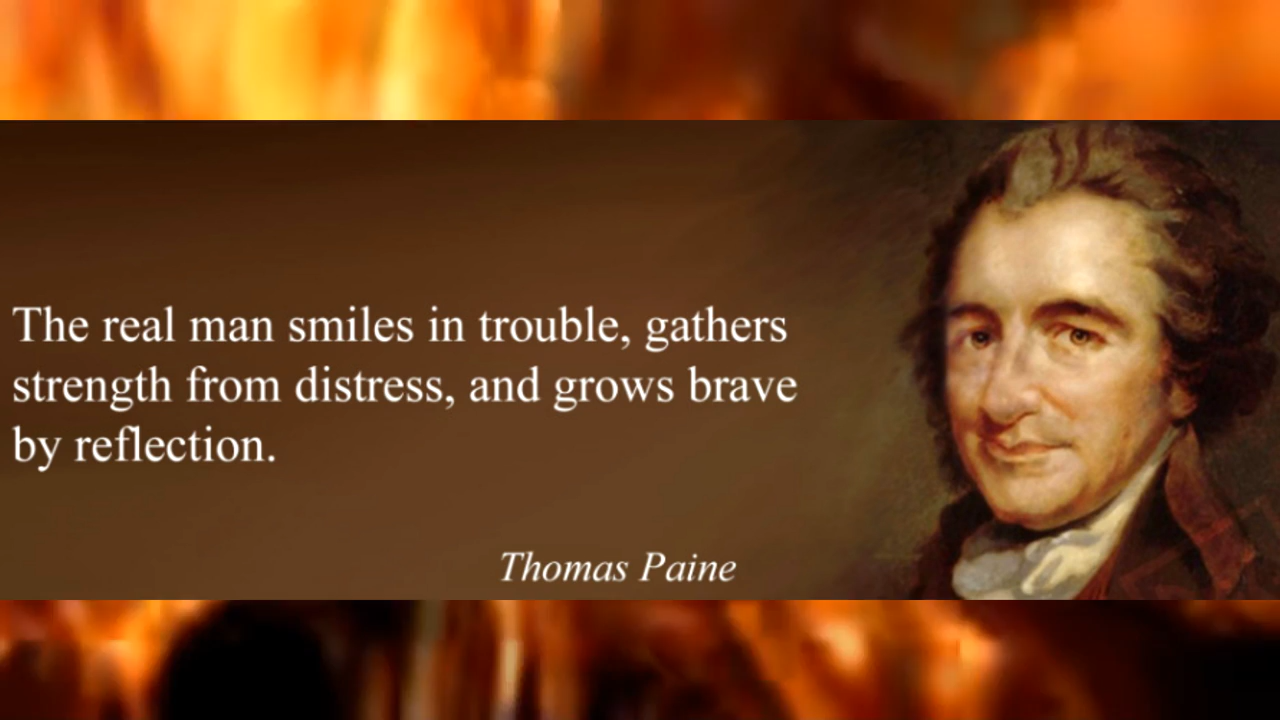 The real man smiles in trouble, gathers
strength from distress, and grows brave
by reflection.
Thomas Paine